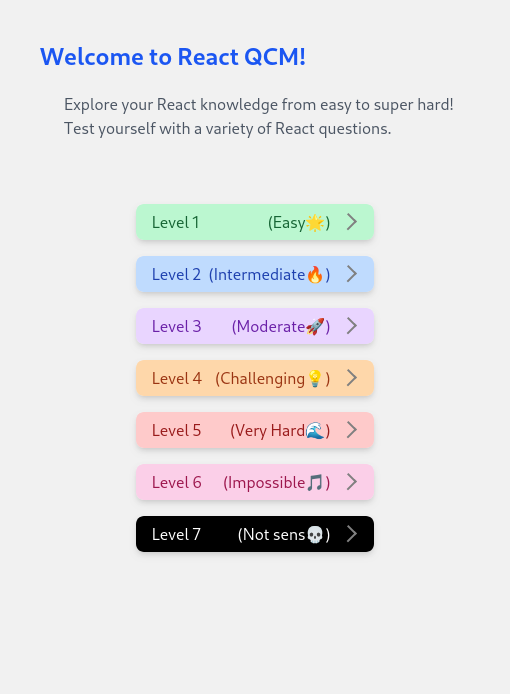 Welcome to React QCM!
Explore your React knowledge from easy to super hard!
Test yourself with a variety of React questions.
Level 1 (Easy🌟)
Level 2 (Intermediate🔥)
Level 3 (Moderate🚀)
Level 4 (Challenging💡)
Level 5 (Very Hard🌊)
Level 6 (Impossible🎵)
Level 7 (Not sens💀)